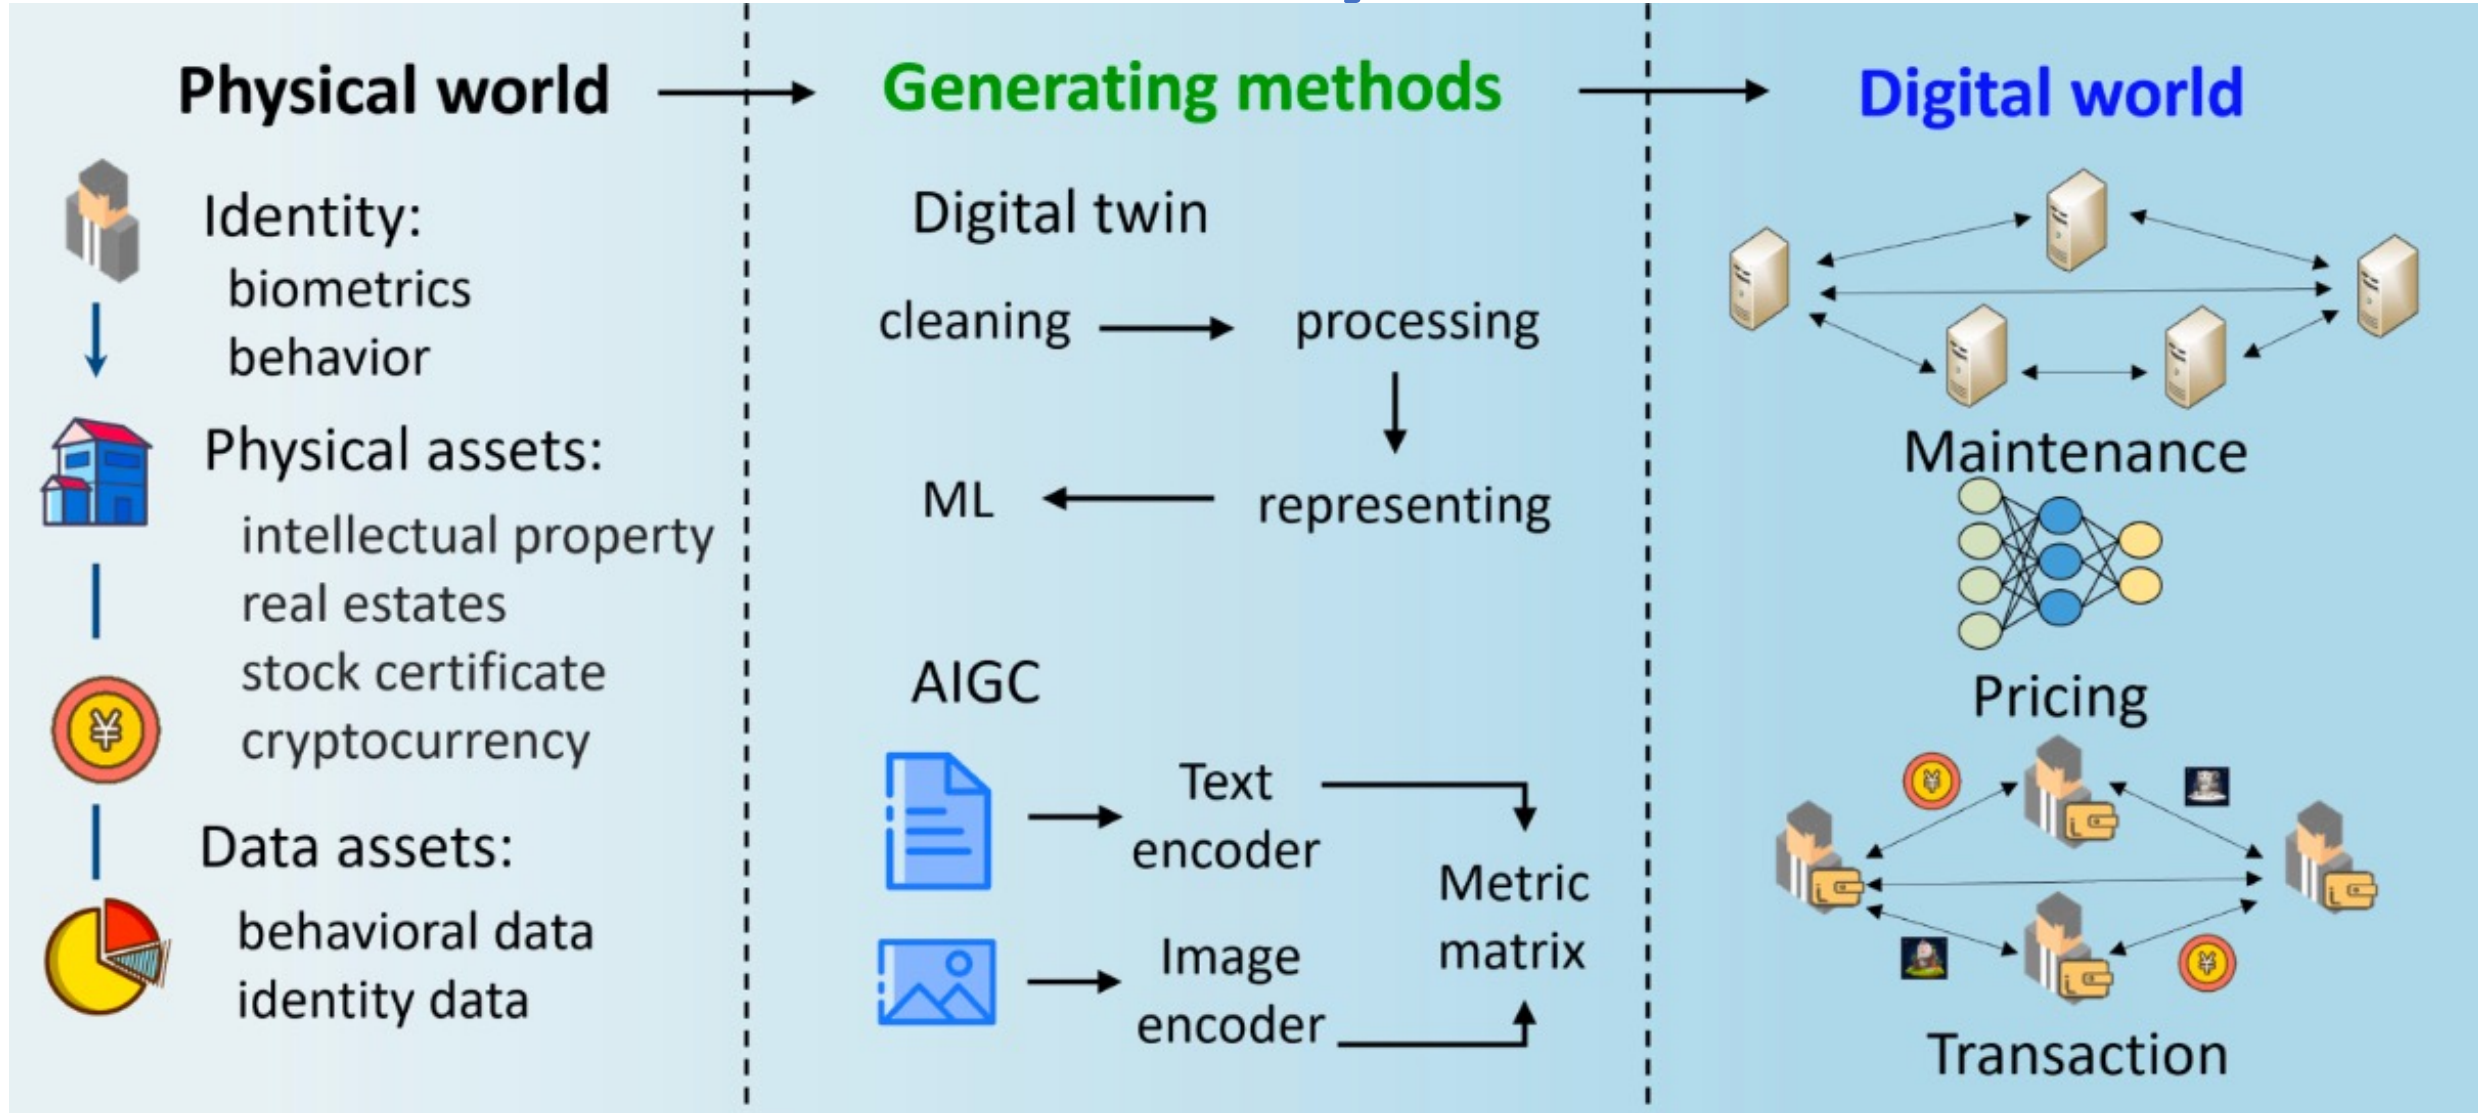 Physical world
Identity:
biometrics
behavior
Physical assets:
intellectual property
real estates
stock certificate
cryptocurrency
¥
Data assets:
behavioral data
identity data
Generating methods
Digital twin
cleaning
processing
representing
ML
AIGC
Text
encoder
Image
encoder
Metric
matrix
Digital world
Maintenance
Pricing
¥
¥
Transaction